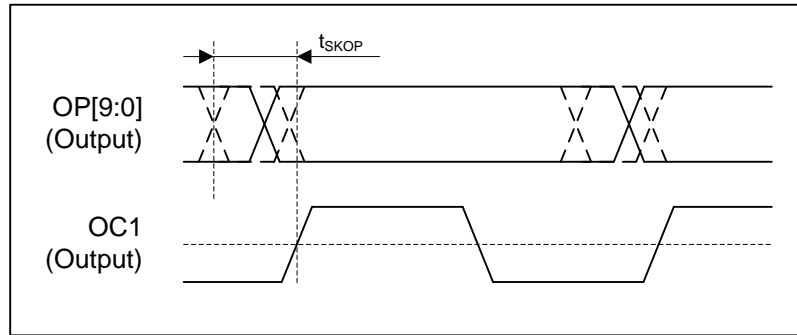 tSKOP
OP[9:0]
(Output)
OC1
(Output)